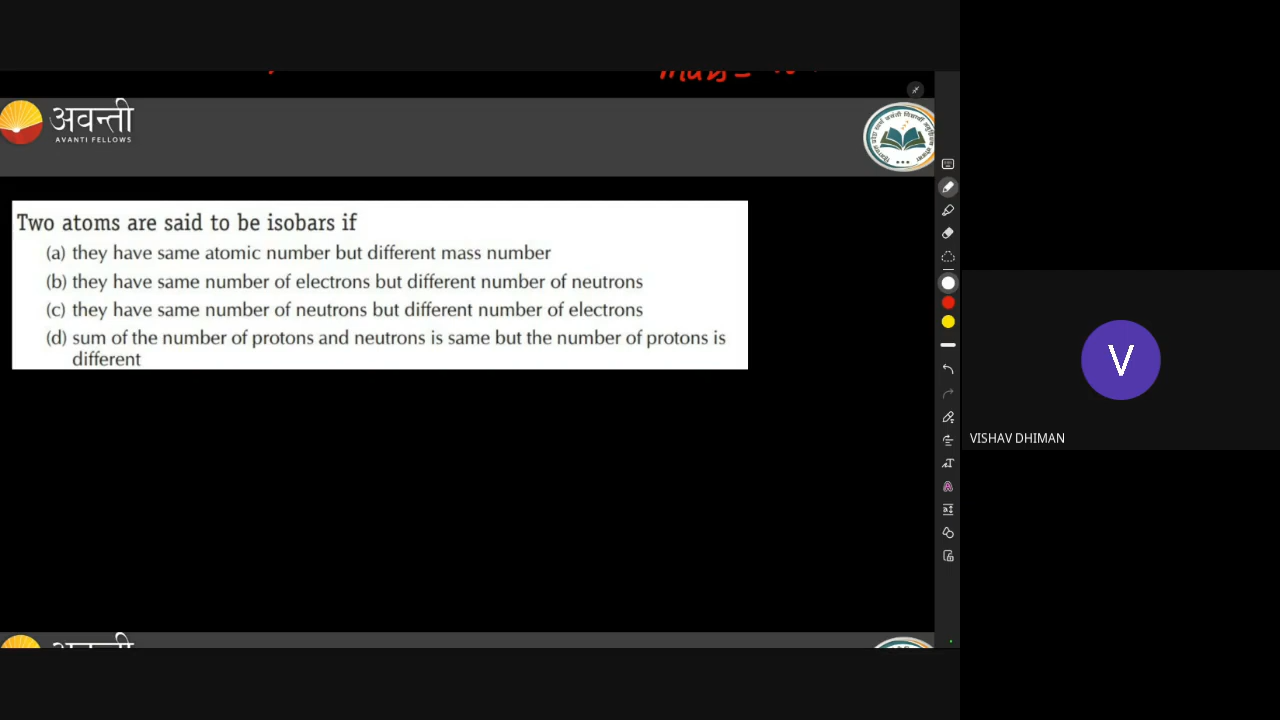 अवन्ती
AVANTI FELLOWS
Two atoms are said to be isobars if
(a) they have same atomic number but different mass number
(b) they have same number of electrons but different number of neutrons
(c) they have same number of neutrons but different number of electrons
(d) sum of the number of protons and neutrons is same but the number of protons is
different
V
VISHAV DHIMAN